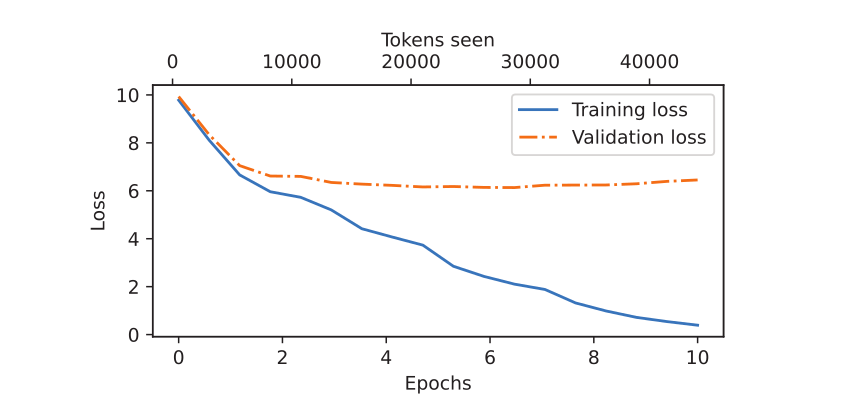 Tokens seen
0 10000 20000 30000 40000
10
8
6
4
2
0
Loss
Training loss
Validation loss
0 2 4 6 8 10
Epochs